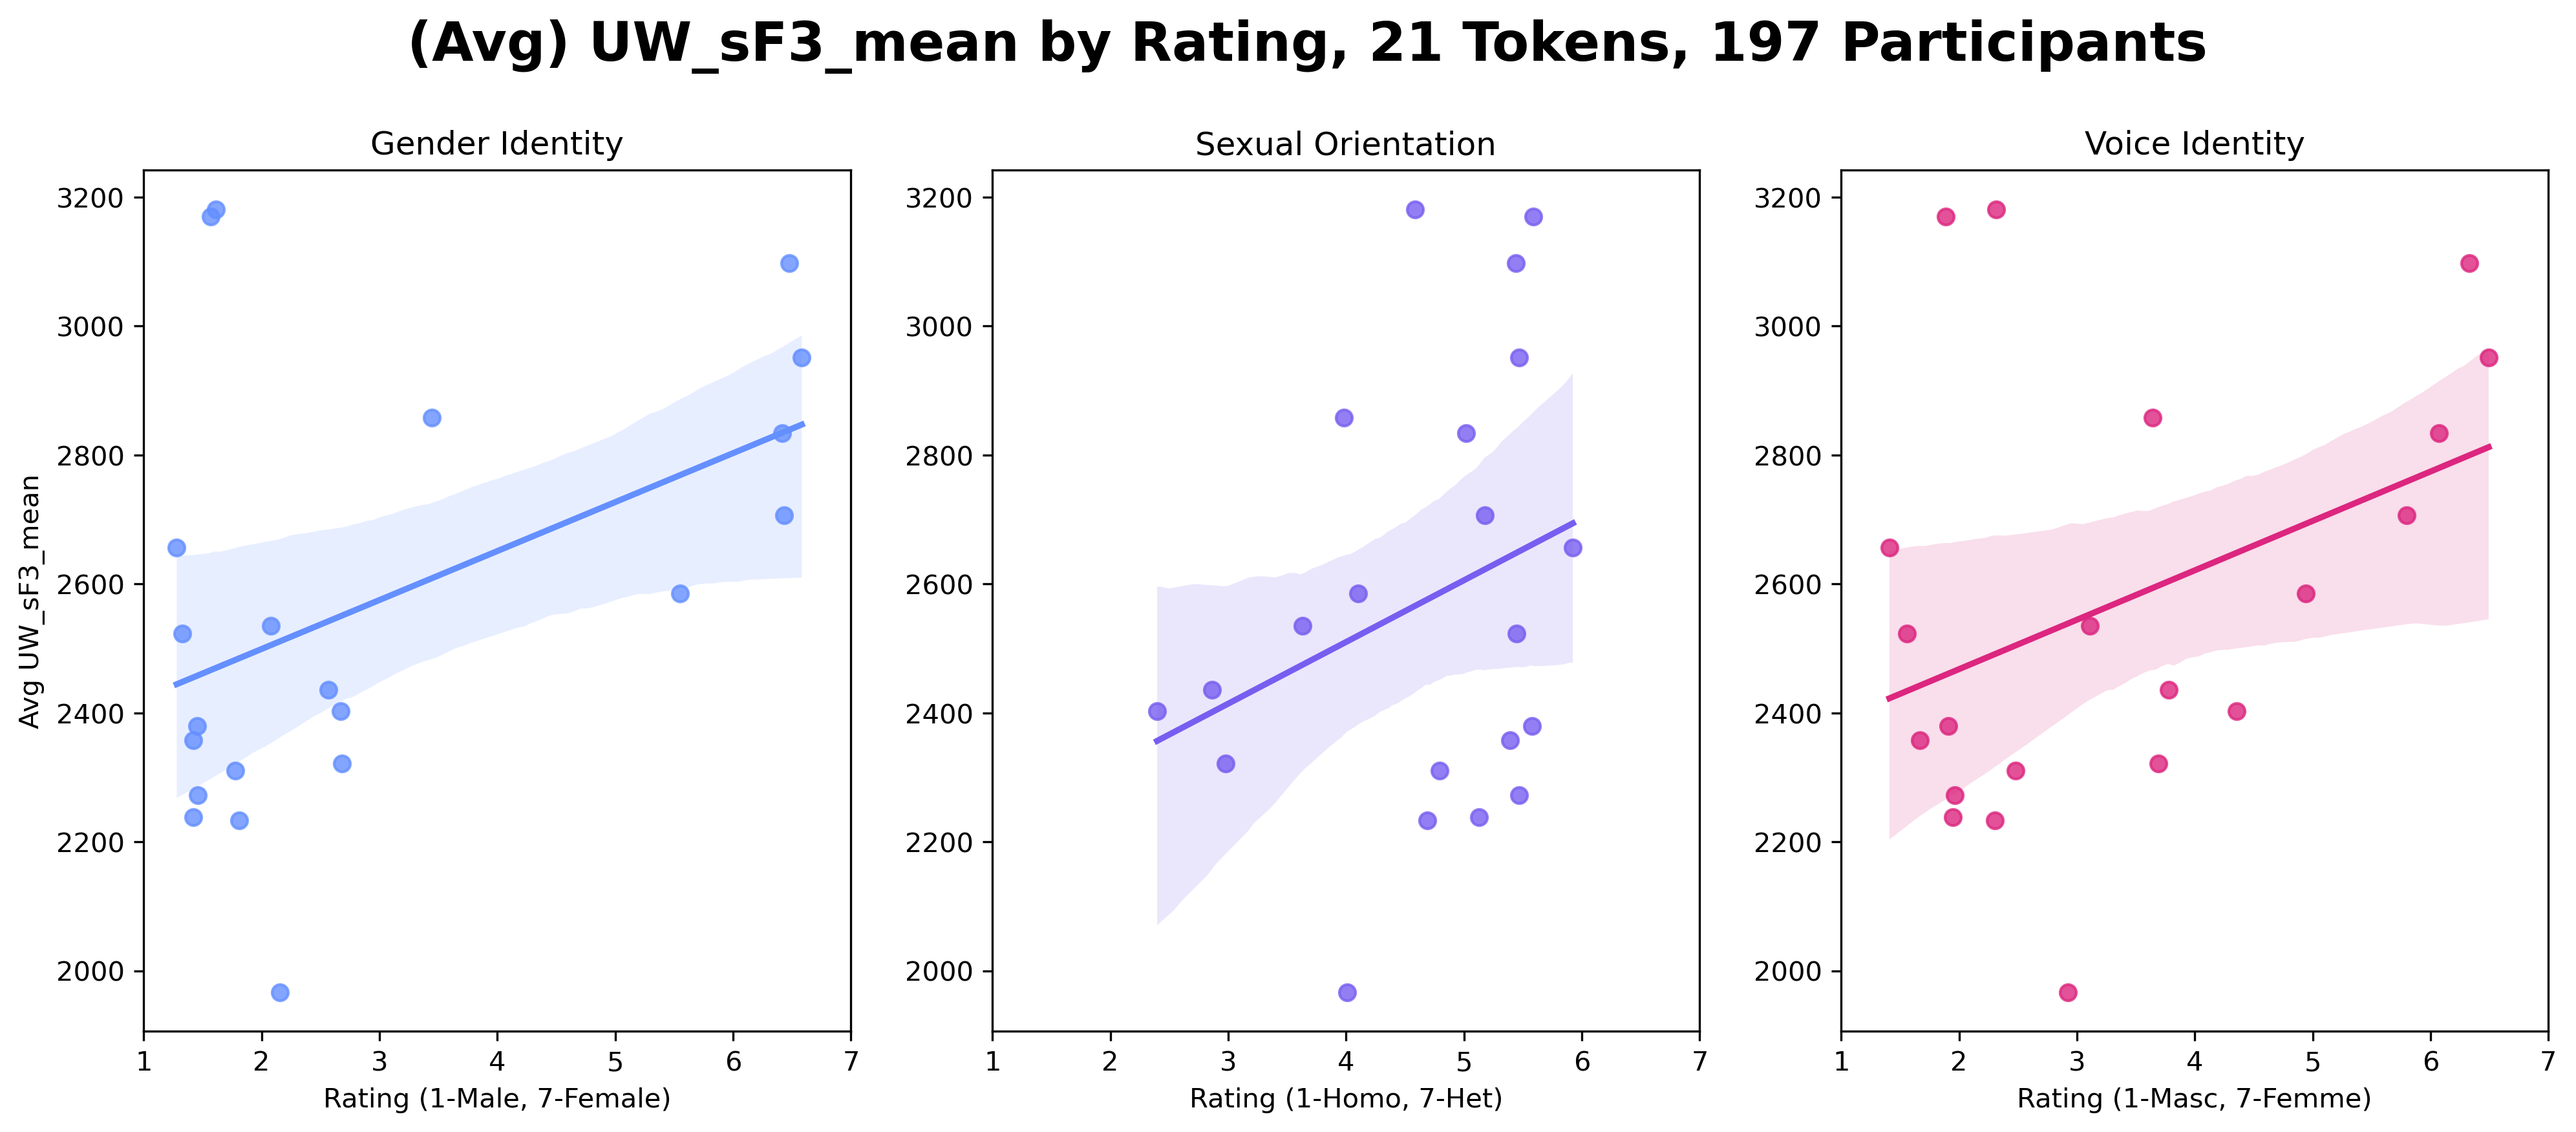 (Avg) UW_sF3_mean by Rating, 21 Tokens, 197 Participants
Gender Identity
Sexual Orientation
Voice Identity
Avg UW_sF3_mean
3200
3000
2800
2600
2400
2200
2000
1 2 3 4 5 6 7
Rating (1-Male, 7-Female)
3200
3000
2800
2600
2400
2200
2000
1 2 3 4 5 6 7
Rating (1-Homo, 7-Het)
3200
3000
2800
2600
2400
2200
2000
1 2 3 4 5 6 7
Rating (1-Masc, 7-Femme)